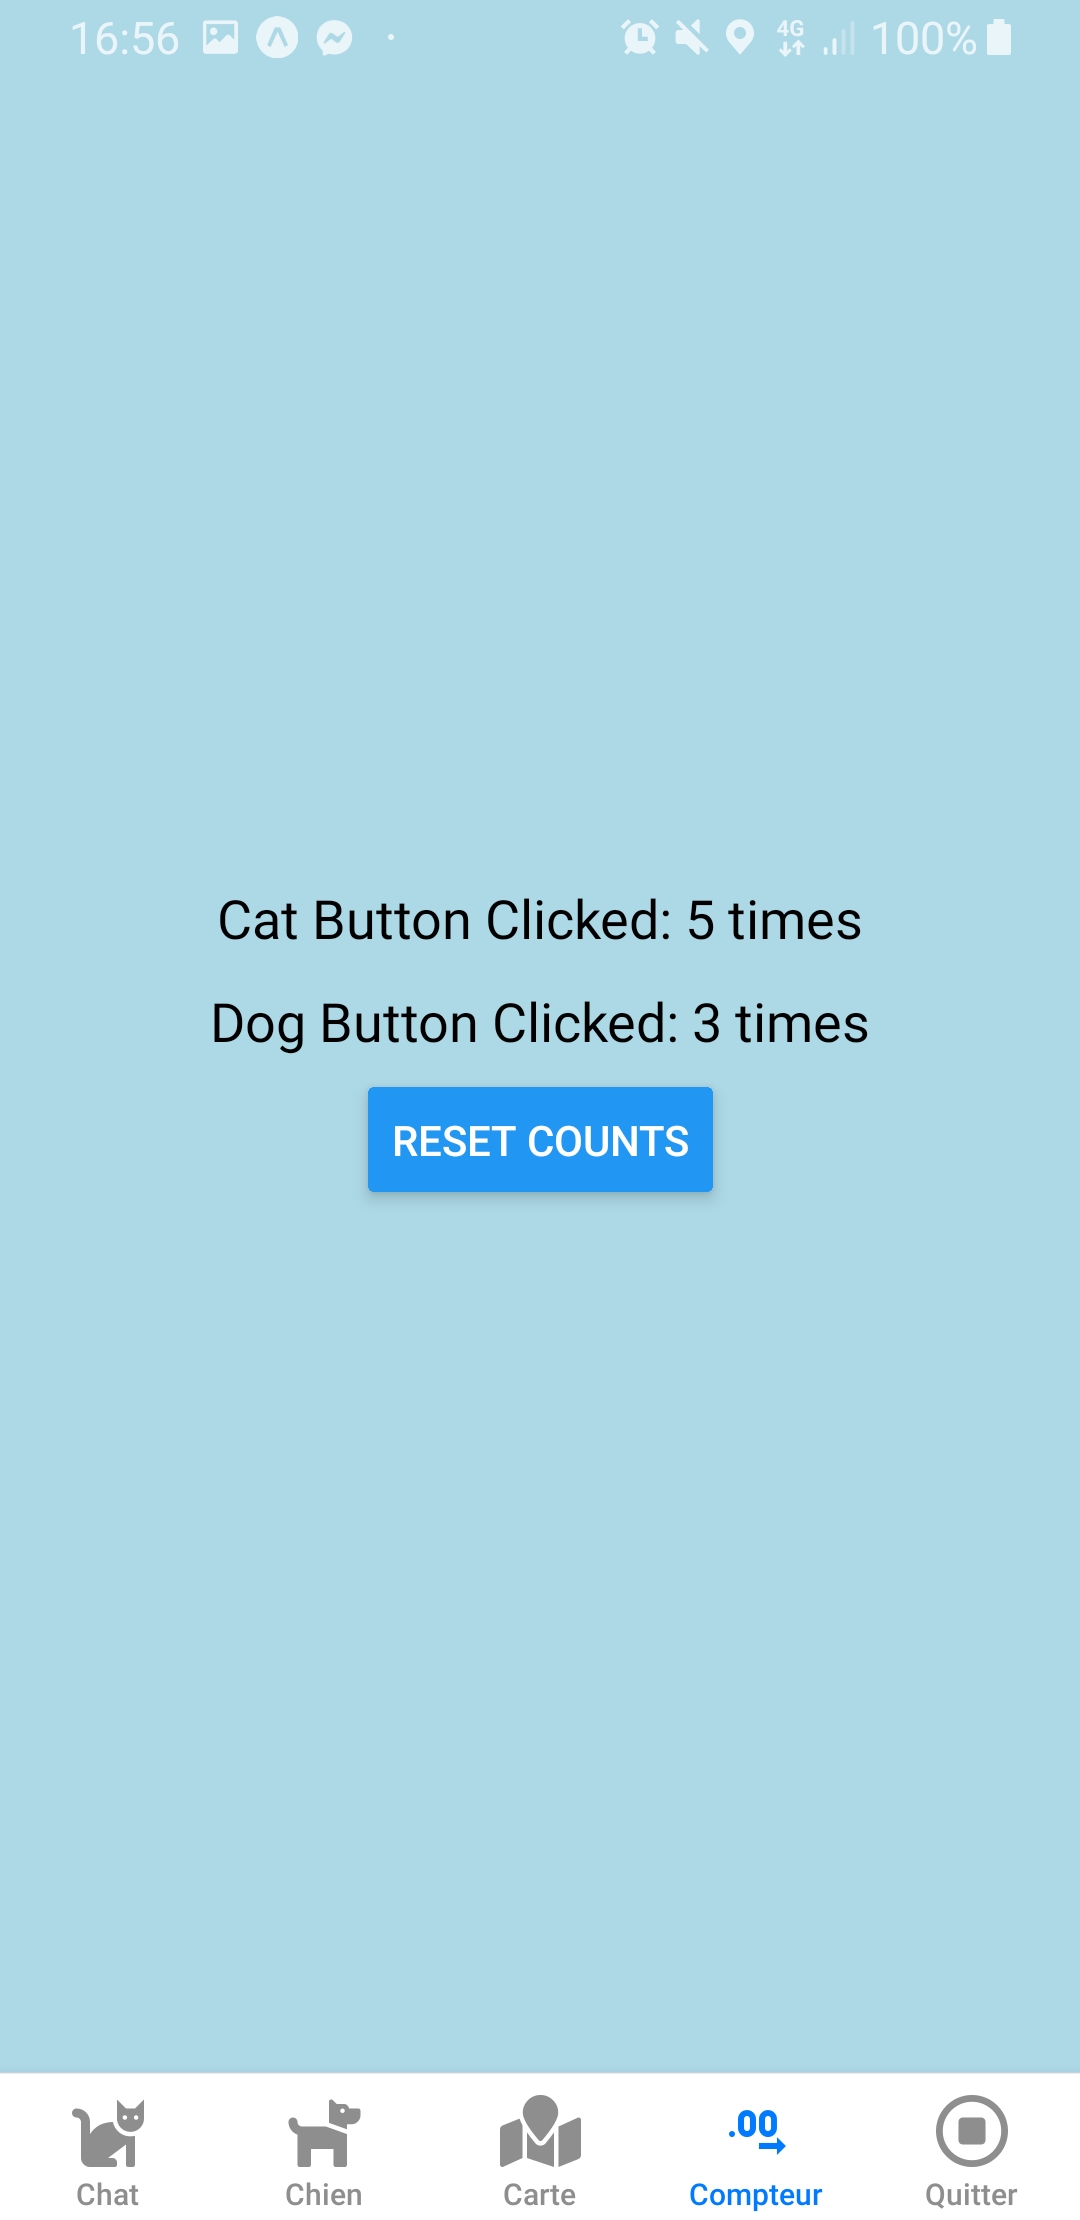 16:56 4G 100%
Cat Button Clicked: 5 times
Dog Button Clicked: 3 times
RESET COUNTS
.00
Chat Chien Carte Compteur Quitter